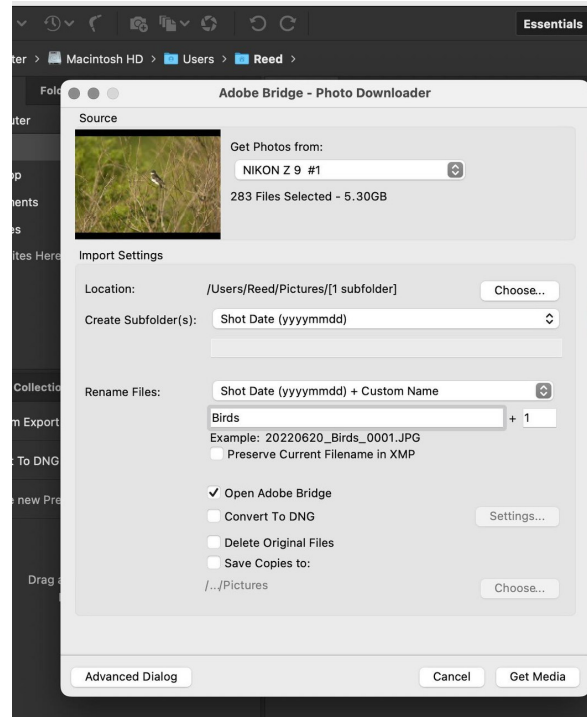 Essentials
ter > Macintosh HD > Users > Reed >
Fold
Adobe Bridge - Photo Downloader
uter
Source
Get Photos from:
NIKON Z 9 #1
op
283 Files Selected - 5.30GB
ments
es
ites Here
Import Settings
Location: /Users/Reed/Pictures/[1 subfolder] Choose...
Create Subfolder(s): Shot Date (yyyymmdd)
Collectio
Rename Files: Shot Date (yyyymmdd) + Custom Name
m Export
Birds + 1
Example: 20220620_Birds_0001.JPG
Preserve Current Filename in XMP
t To DNG
Open Adobe Bridge
e new Pre
Convert To DNG Settings...
Delete Original Files
Save Copies to:
Drag a
/.../Pictures Choose...
Advanced Dialog Cancel Get Media